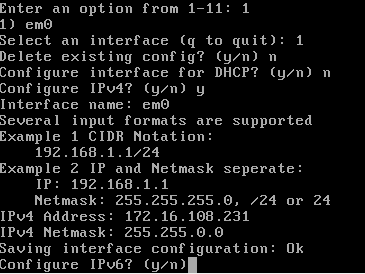 Enter an option from 1-11: 1
1) em0
Select an interface (q to quit): 1
Delete existing config? (y/n) n
Configure interface for DHCP? (y/n) n
Configure IPv4? (y/n) y
Interface name: em0
Several input formats are supported
Example 1 CIDR Notation:
    192.168.1.1/24
Example 2 IP and Netmask seperate:
    IP: 192.168.1.1
    Netmask: 255.255.255.0, /24 or 24
IPv4 Address: 172.16.108.231
IPv4 Netmask: 255.255.0.0
Saving interface configuration: Ok
Configure IPv6? (y/n)